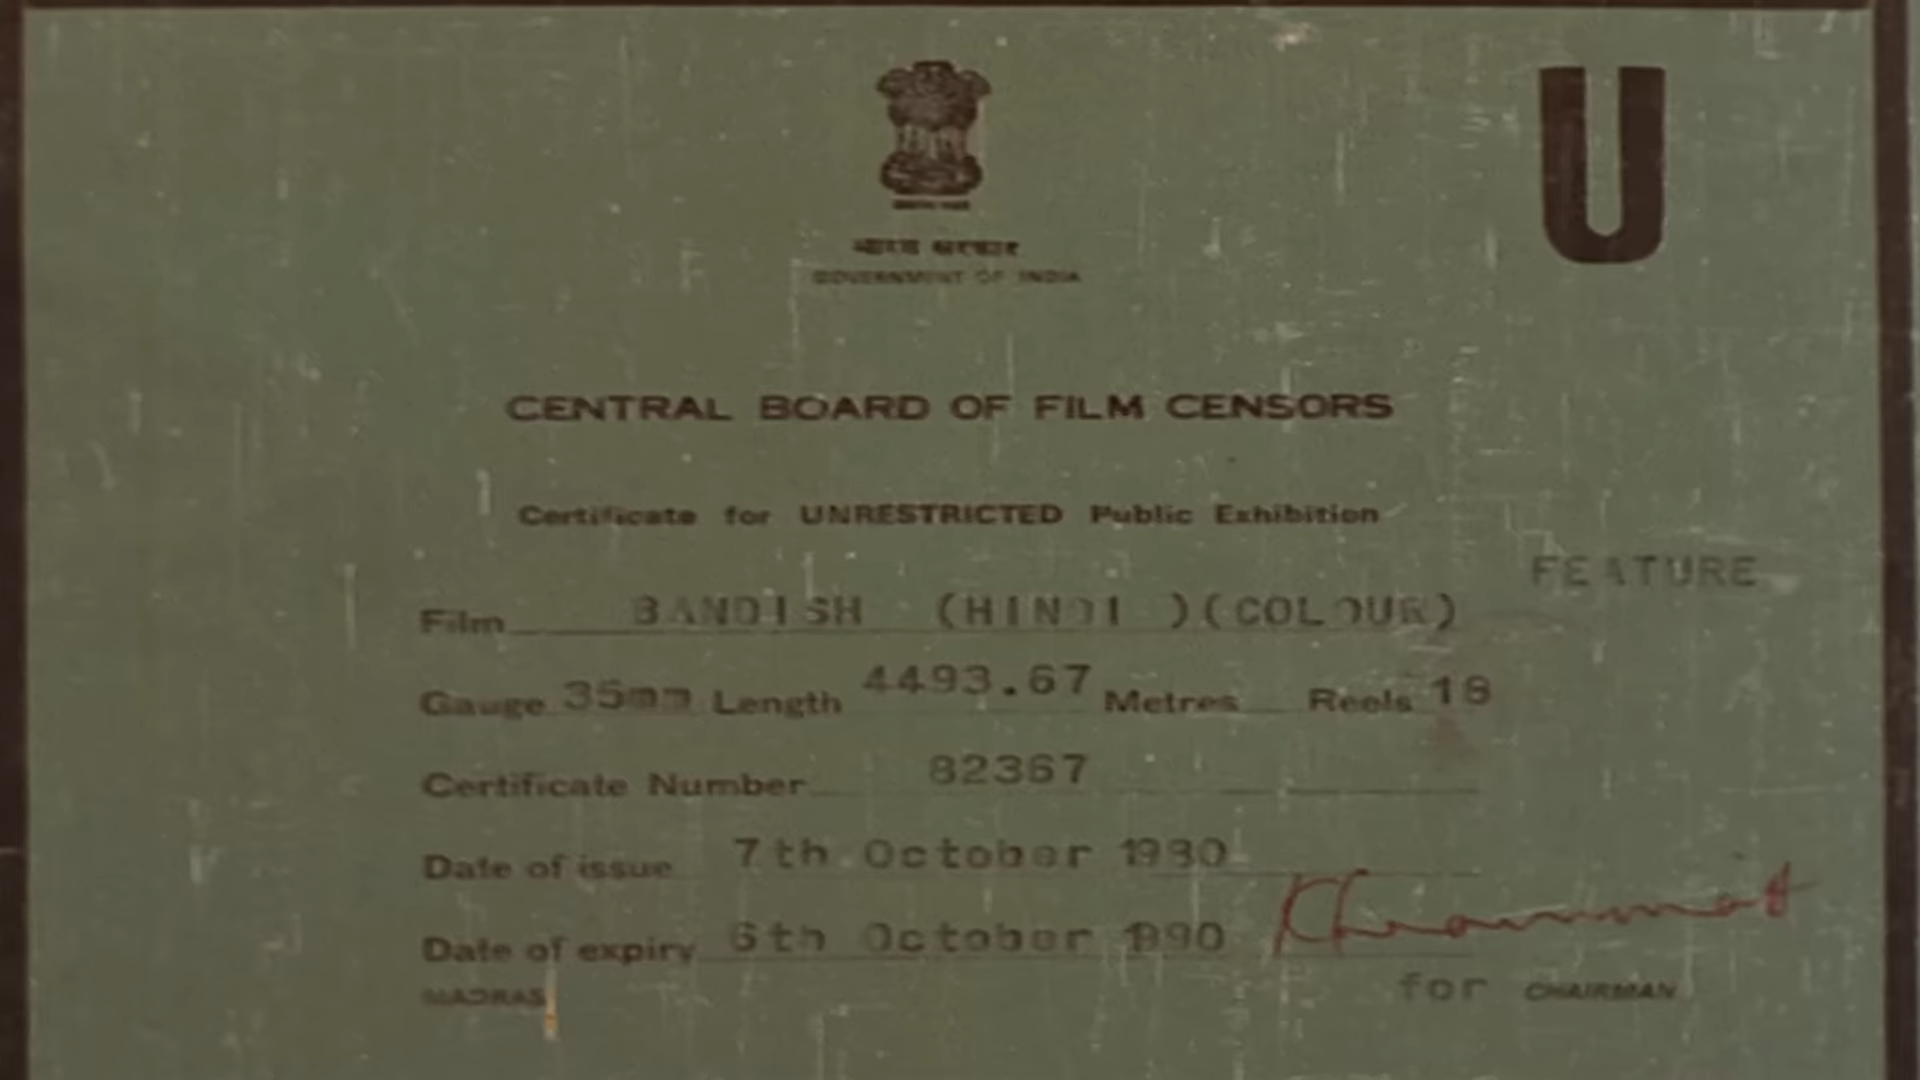 U
भारत सरकार
GOVERNMENT OF INDIA
CENTRAL BOARD OF FILM CENSORS
Certificate for UNRESTRICTED Public Exhibition
FEATURE
Film BANDISH (HINDI )(COLOUR)
Gauge 35mm Length 4493.67 Metres Reels 18
Certificate Number 82367
Date of issue 7th October 1980
Date of expiry 6th October 1990
MADRAS
for CHAIRMAN